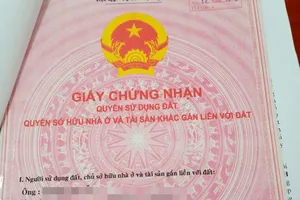 GIẤY CHỨNG NHẬN
QUYỀN SỬ DỤNG ĐẤT
QUYỀN SỞ HỮU NHÀ Ở VÀ TÀI SẢN KHÁC GẮN LIỀN VỚI ĐẤT
I. Người sử dụng đất, chủ sở hữu nhà ở và tài sản gắn liền với đất:
Ông :